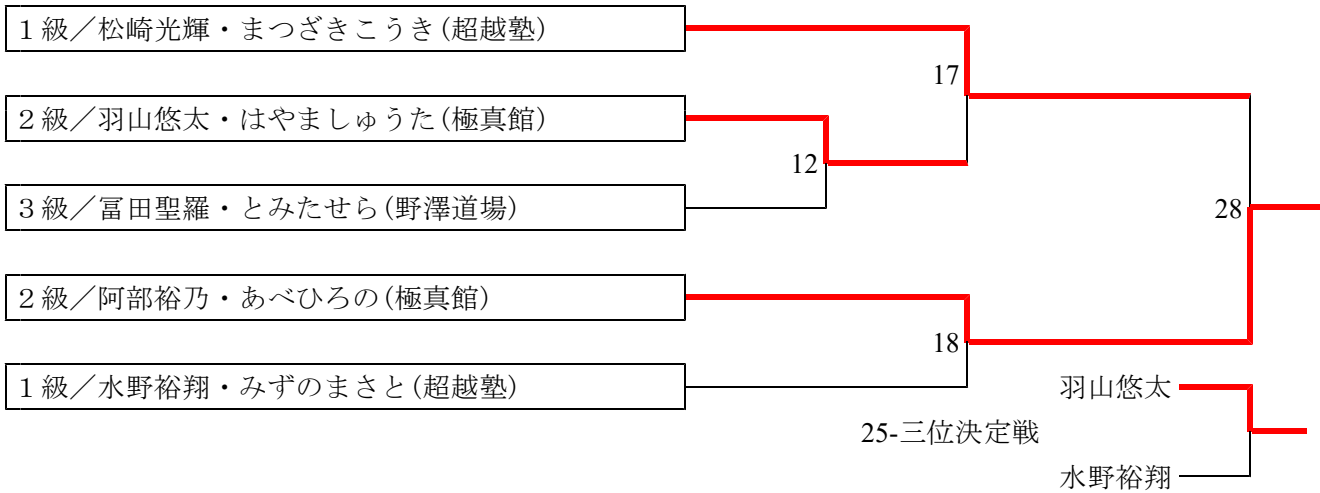 １級／松崎光輝・まつざきこうき(超越塾)
17
２級／羽山悠太・はやましゅうた(極真館)
12
３級／冨田聖羅・とみたせら(野澤道場)
28
２級／阿部裕乃・あべひろの(極真館)
18
１級／水野裕翔・みずのまさと(超越塾)
羽山悠太
25-三位決定戦
水野裕翔